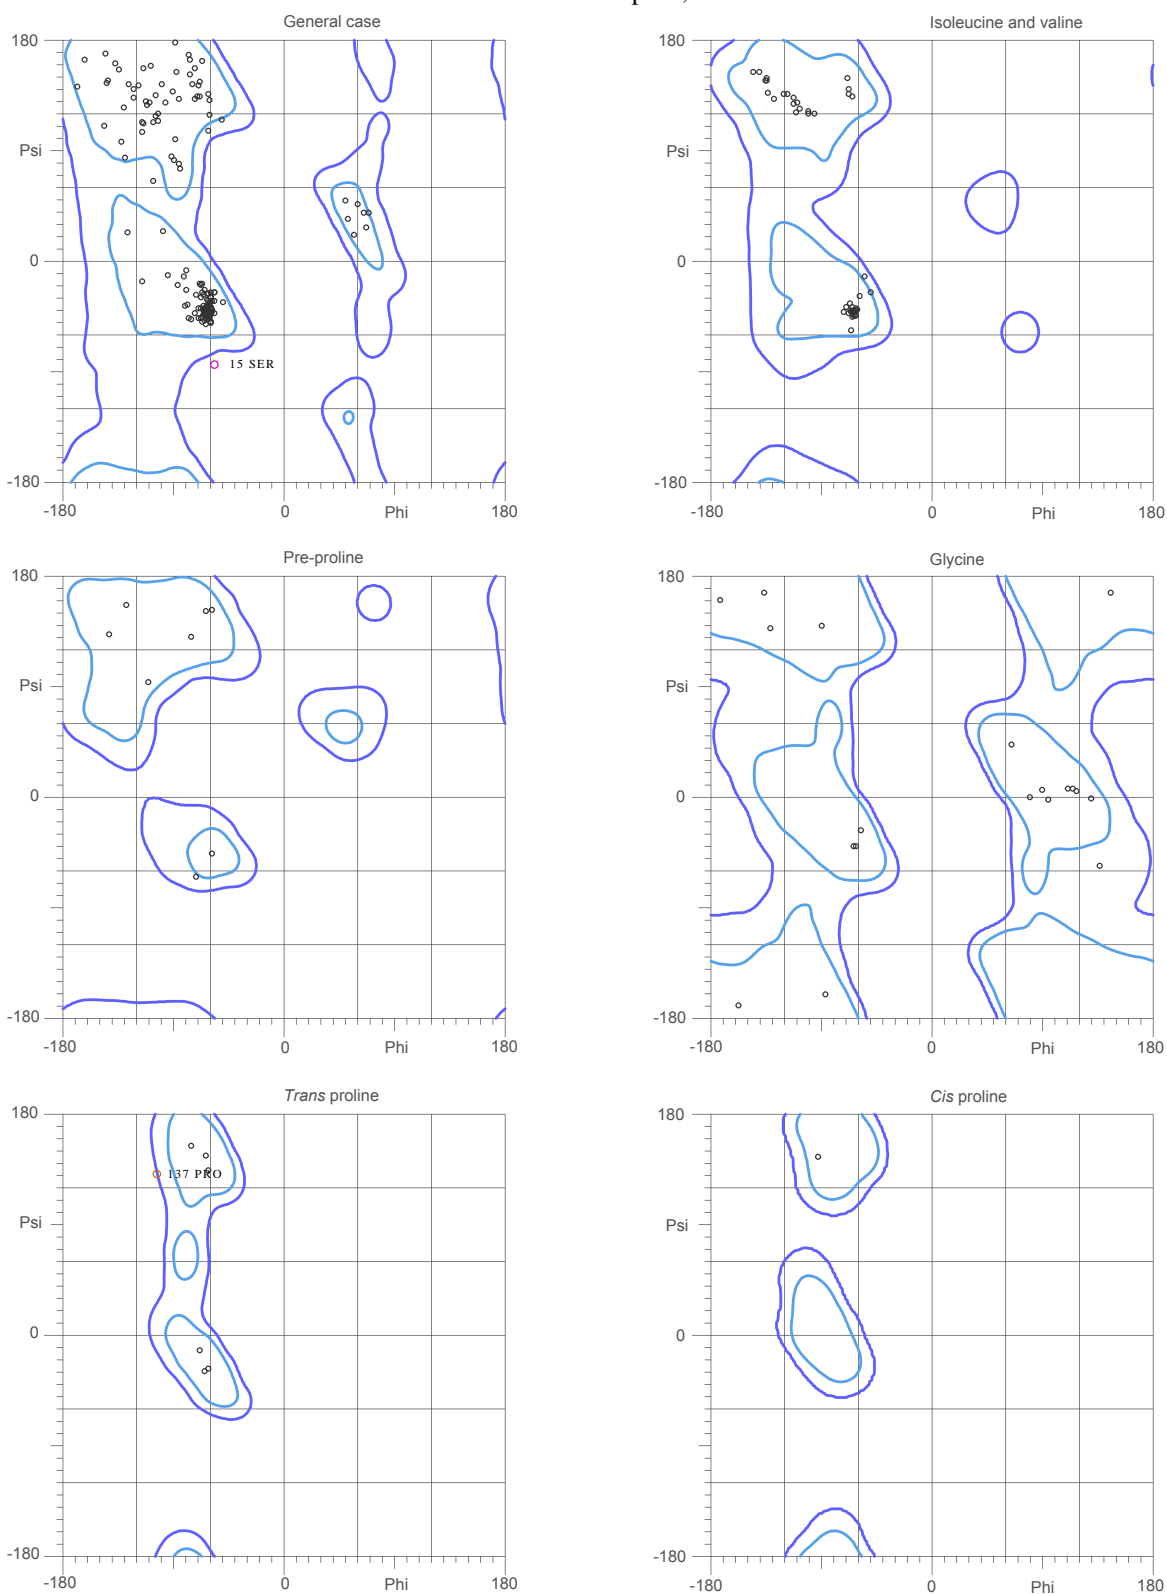 General case
Isoleucine and valine
180
Psi
0
15 SER
-180
-180
0
Phi
180
180
Psi
0
-180
-180
0
Phi
180
Pre-proline
Glycine
180
Psi
0
-180
-180
0
Phi
180
180
Psi
0
-180
-180
0
Phi
180
Trans proline
Cis proline
180
137 PRO
Psi
0
-180
-180
0
Phi
180
180
Psi
0
-180
-180
0
Phi
180